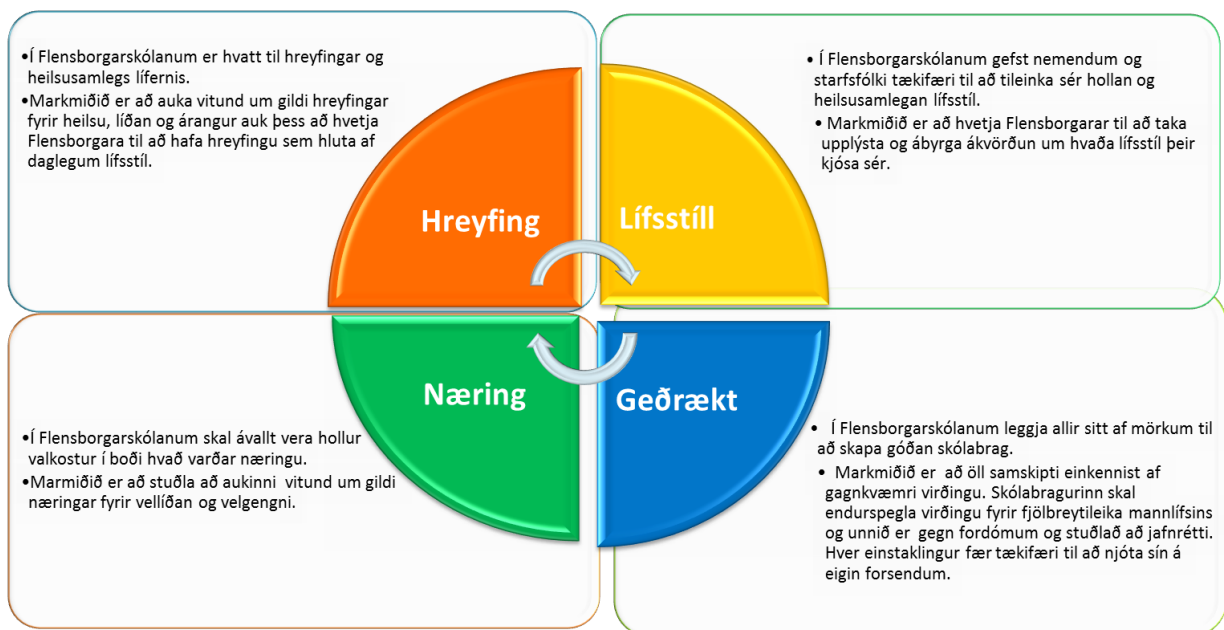 •Í Flensborgarskólanum er hvatt til hreyfingar og
heilsusamlegs lífernis.
•Markmiðið er að auka vitund um gildi hreyfingar
fyrir heilsu, líðan og árangur auk þess að hvetja
Flensborgara til að hafa hreyfingu sem hluta af
daglegum lífsstíl.
Hreyfing
• Í Flensborgarskólanum gefst nemendum og
starfsfólki tækifæri til að tileinka sér hollan og
heilsusamlegan lífsstíl.
• Markmiðið er að hvetja Flensborgarar til að taka
upplýsta og ábyrga ákvörðun um hvaða lífsstíl þeir
kjósa sér.
Lífsstíll
Næring
•Í Flensborgarskólanum skal ávallt vera hollur
valkostur í boði hvað varðar næringu.
•Marmiðið er að stuðla að aukinni vitund um gildi
næringar fyrir vellíðan og velgengni.
Geðrækt
• Í Flensborgarskólanum leggja allir sitt af mörkum til
að skapa góðan skólabrag.
• Markmiðið er að öll samskipti einkennist af
gagnkvæmri virðingu. Skólabragurinn skal
endurspegla virðingu fyrir fjölbreytileika mannlífsins
og unnið er gegn fordómum og stuðlað að jafnrétti.
Hver einstaklingur fær tækifæri til að njóta sín á
eigin forsendum.